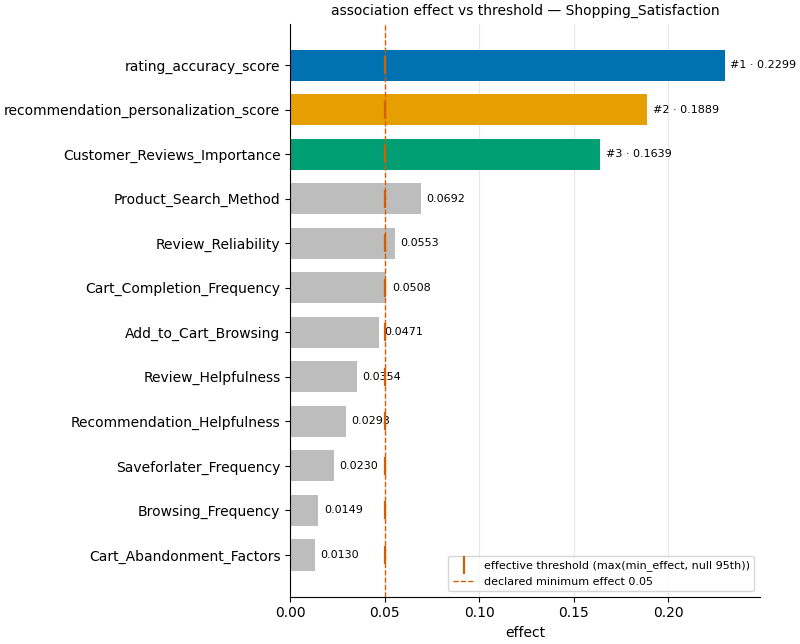 association effect vs threshold — Shopping_Satisfaction
rating_accuracy_score #1 · 0.2299
recommendation_personalization_score #2 · 0.1889
Customer_Reviews_Importance #3 · 0.1639
Product_Search_Method 0.0692
Review_Reliability 0.0553
Cart_Completion_Frequency 0.0508
Add_to_Cart_Browsing 0.0471
Review_Helpfulness 0.0354
Recommendation_Helpfulness 0.0293
Saveforlater_Frequency 0.0230
Browsing_Frequency 0.0149
Cart_Abandonment_Factors 0.0130
effective threshold (max(min_effect, null 95th))
declared minimum effect 0.05
0.00 0.05 0.10 0.15 0.20
effect